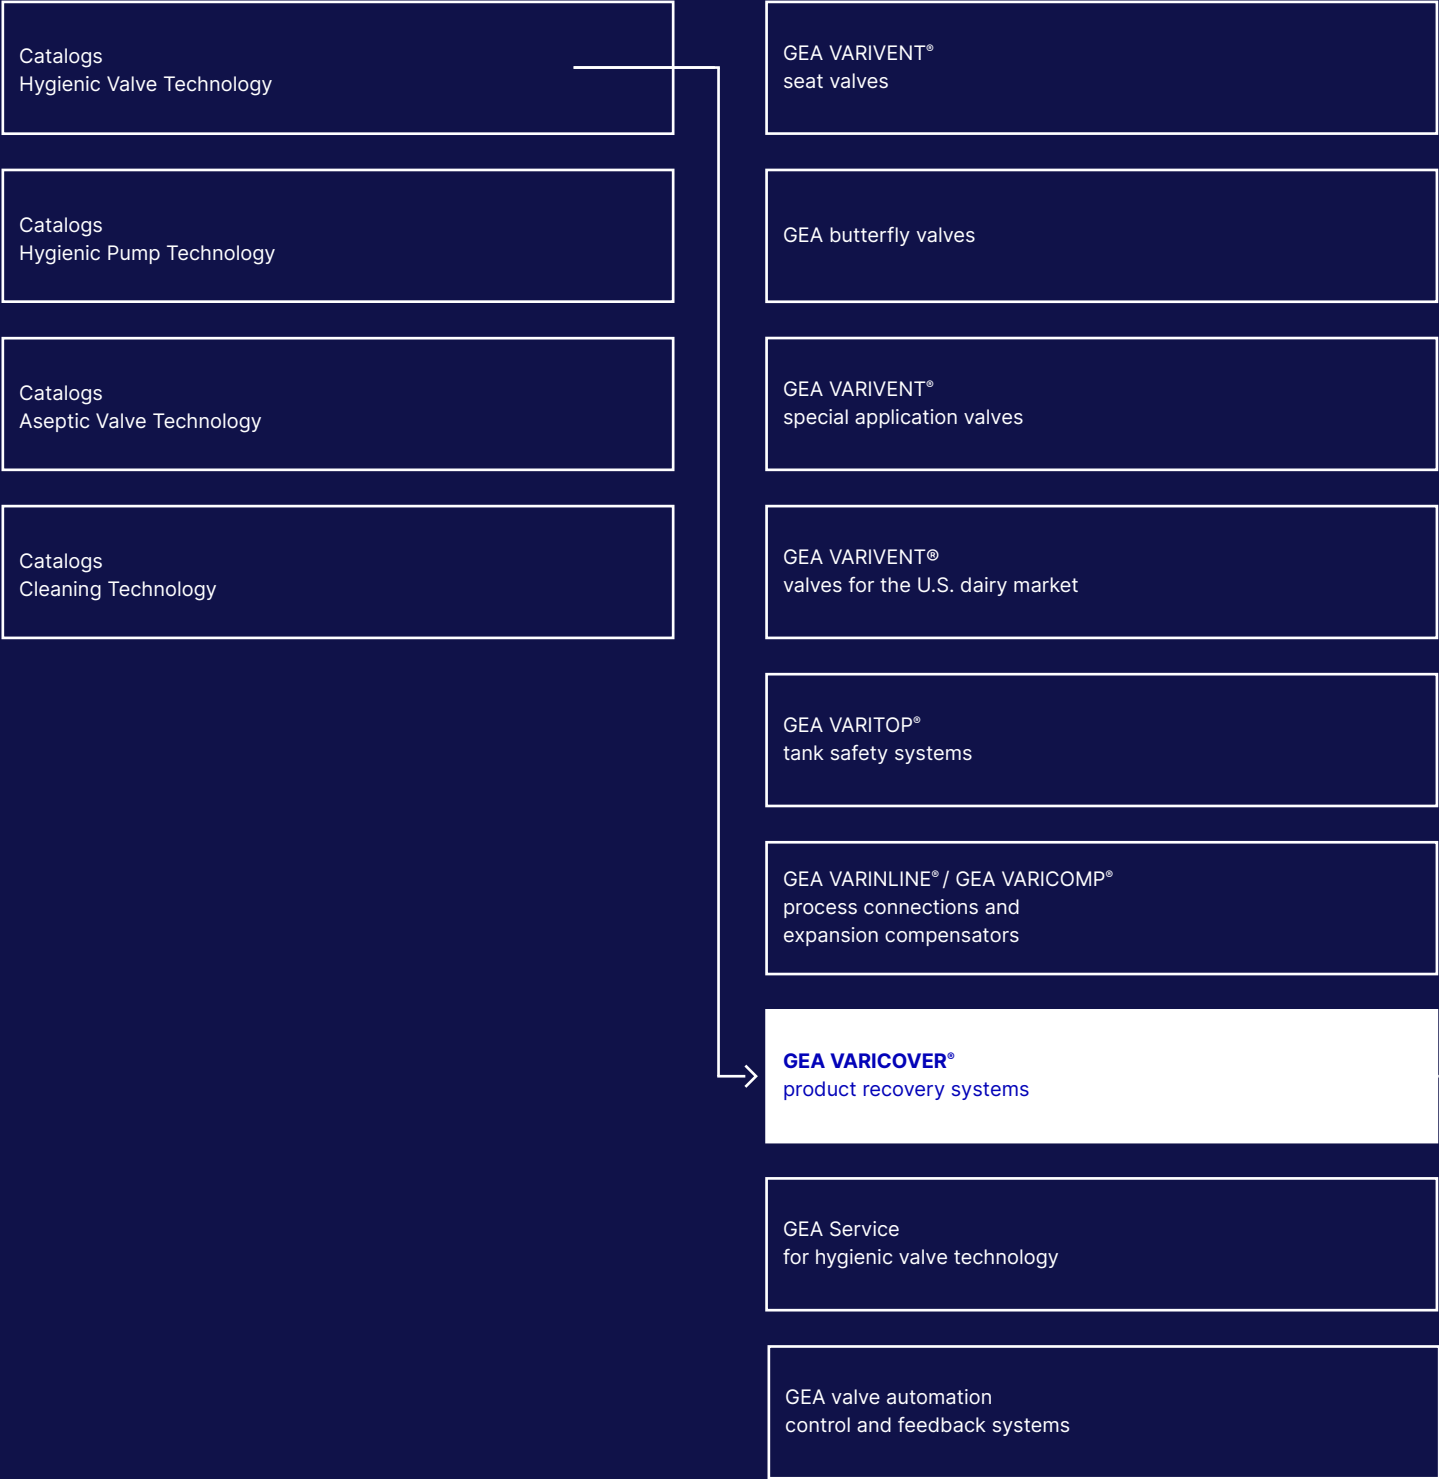 Catalogs
Hygienic Valve Technology
Catalogs
Hygienic Pump Technology
Catalogs
Aseptic Valve Technology
Catalogs
Cleaning Technology
GEA VARIVENT®
seat valves
GEA butterfly valves
GEA VARIVENT®
special application valves
GEA VARIVENT®
valves for the U.S. dairy market
GEA VARITOP®
tank safety systems
GEA VARINLINE® / GEA VARICOMP®
process connections and
expansion compensators
GEA VARICOVER®
product recovery systems
GEA Service
for hygienic valve technology
GEA valve automation
control and feedback systems